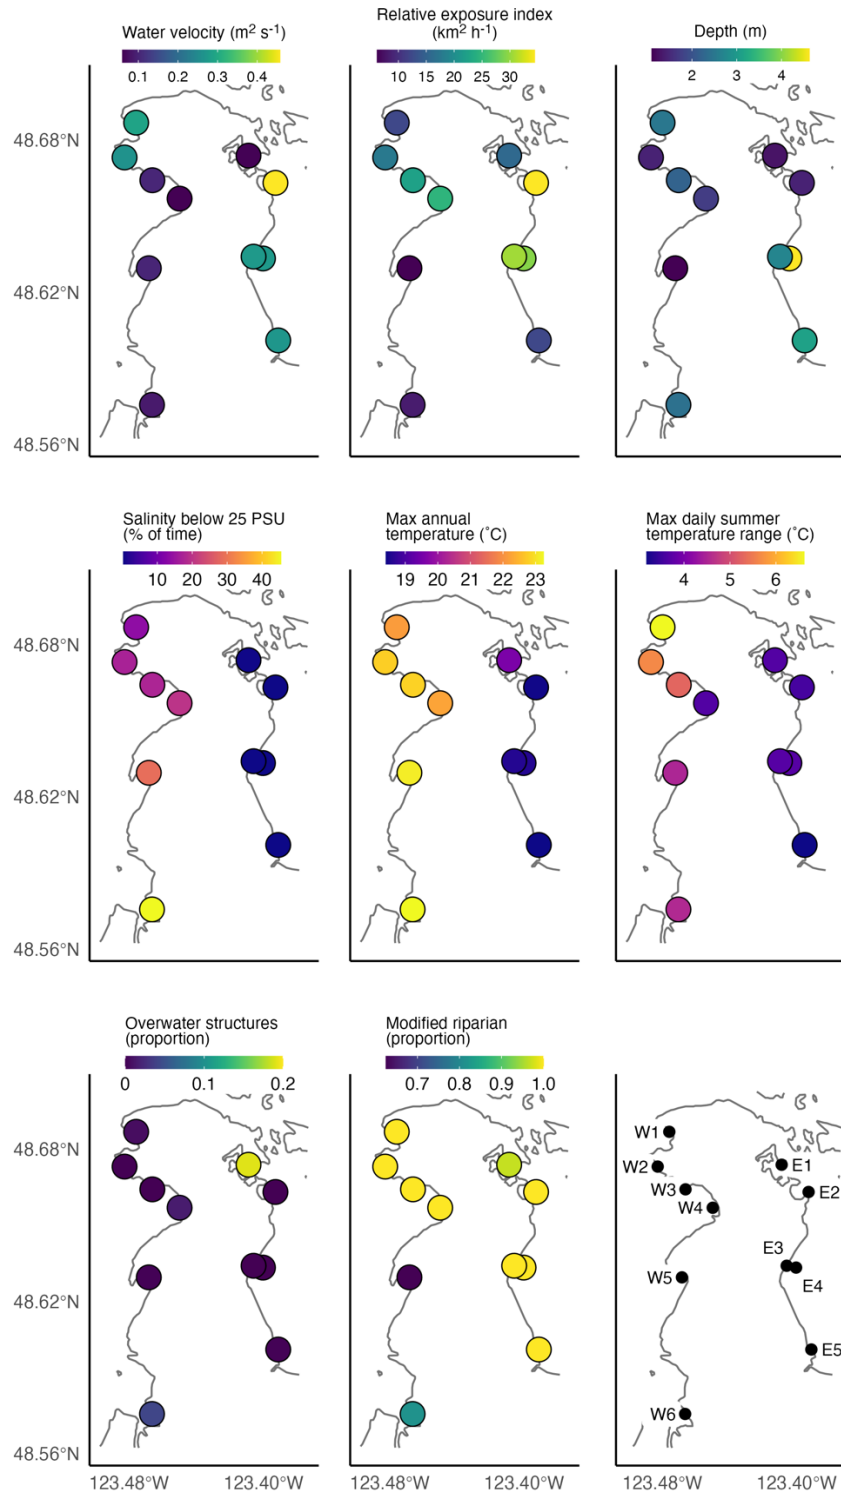 Water velocity (m² s⁻¹)
0.1 0.2 0.3 0.4
Relative exposure index
(km² h⁻¹)
10 15 20 25 30
Depth (m)
2 3 4
48.68°N
48.62°N
48.56°N
Salinity below 25 PSU
(% of time)
10 20 30 40
Max annual
temperature (˚C)
19 20 21 22 23
Max daily summer
temperature range (˚C)
4 5 6
48.68°N
48.62°N
48.56°N
Overwater structures
(proportion)
0 0.1 0.2
Modified riparian
(proportion)
0.7 0.8 0.9 1.0
48.68°N
48.62°N
48.56°N
W1
W2
W3
W4
W5
W6
E1
E2
E3
E4
E5
123.48°W 123.40°W
123.48°W 123.40°W
123.48°W 123.40°W